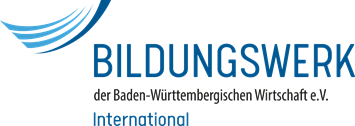 BILDUNGSWERK
der Baden-Württembergischen Wirtschaft e.V.
International